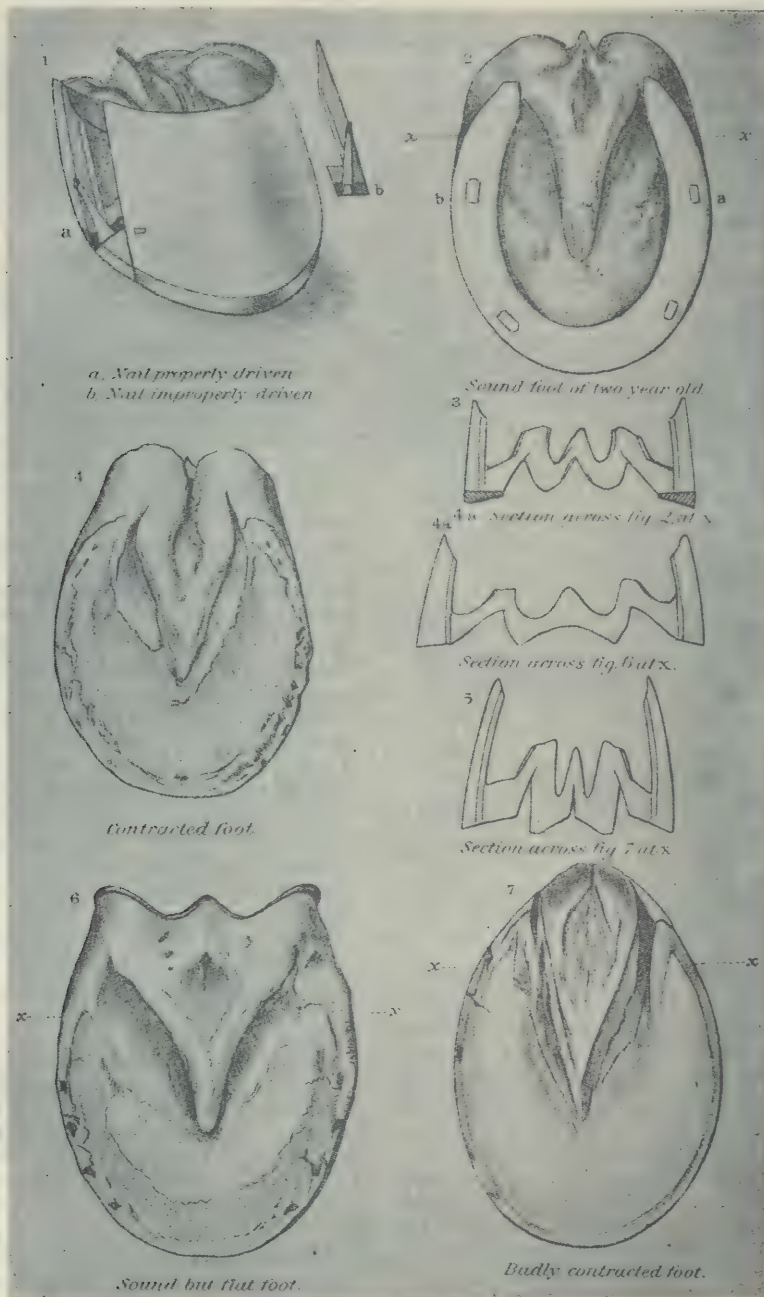 1
b
a
a. Nail properly driven
b. Nail improperly driven
2
x x
b a
Sound foot of two year old.
3
Section across fig. 2, at x
4
Contracted foot.
4a
Section across fig. 6 at x.
5
Section across fig 7 at x
6
x x
Sound but flat foot.
7
x x
Badly contracted foot.